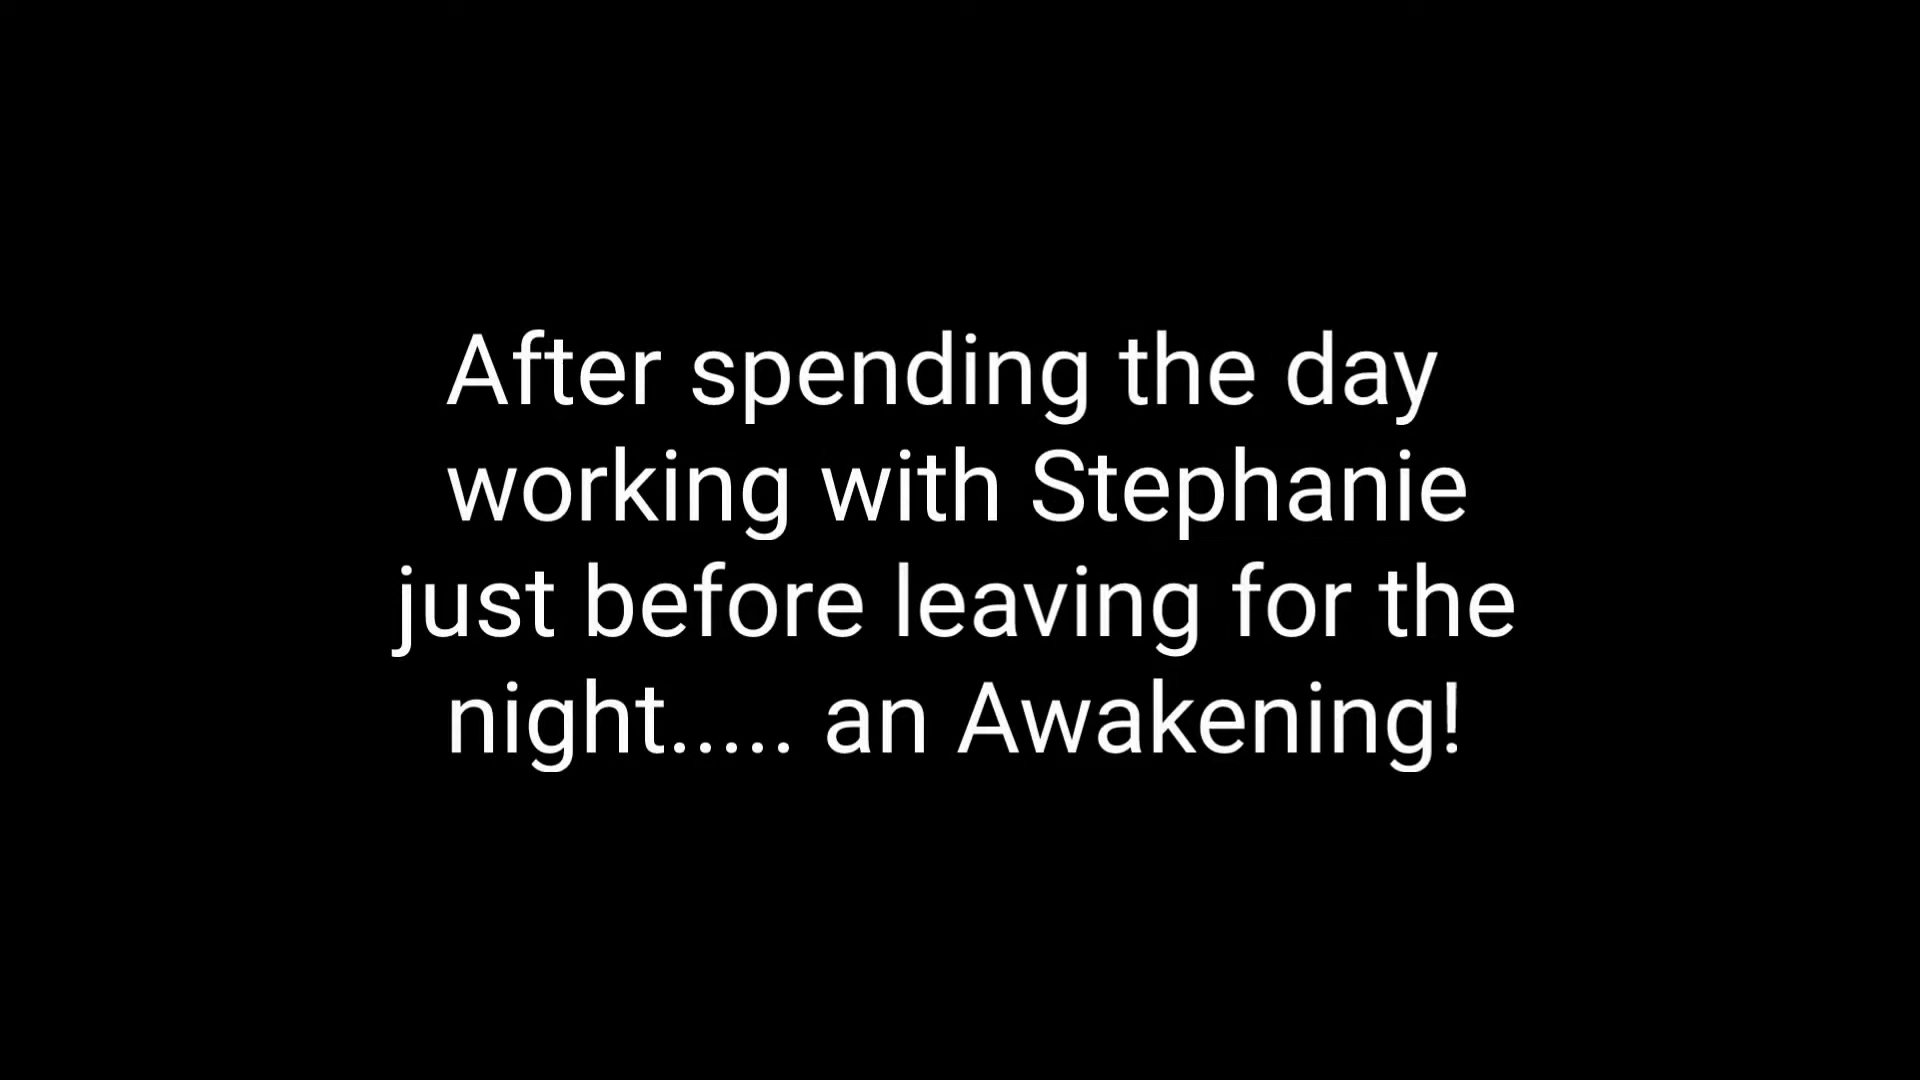 After spending the day
working with Stephanie
just before leaving for the
night..... an Awakening!